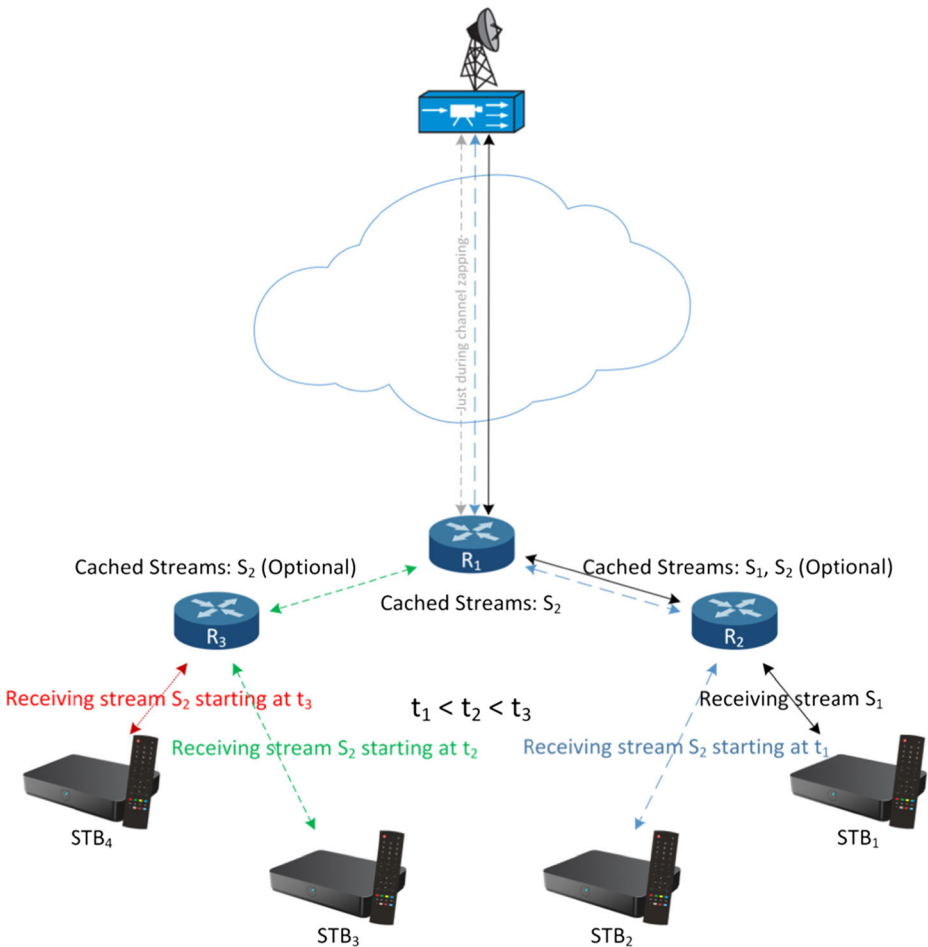 Just during channel zapping
R₁
Cached Streams: S₂ (Optional)
Cached Streams: S₁, S₂ (Optional)
Cached Streams: S₂
R₃
R₂
Receiving stream S₂ starting at t₃
Receiving stream S₁
t₁ < t₂ < t₃
Receiving stream S₂ starting at t₂
Receiving stream S₂ starting at t₁
STB₄
STB₁
STB₃
STB₂